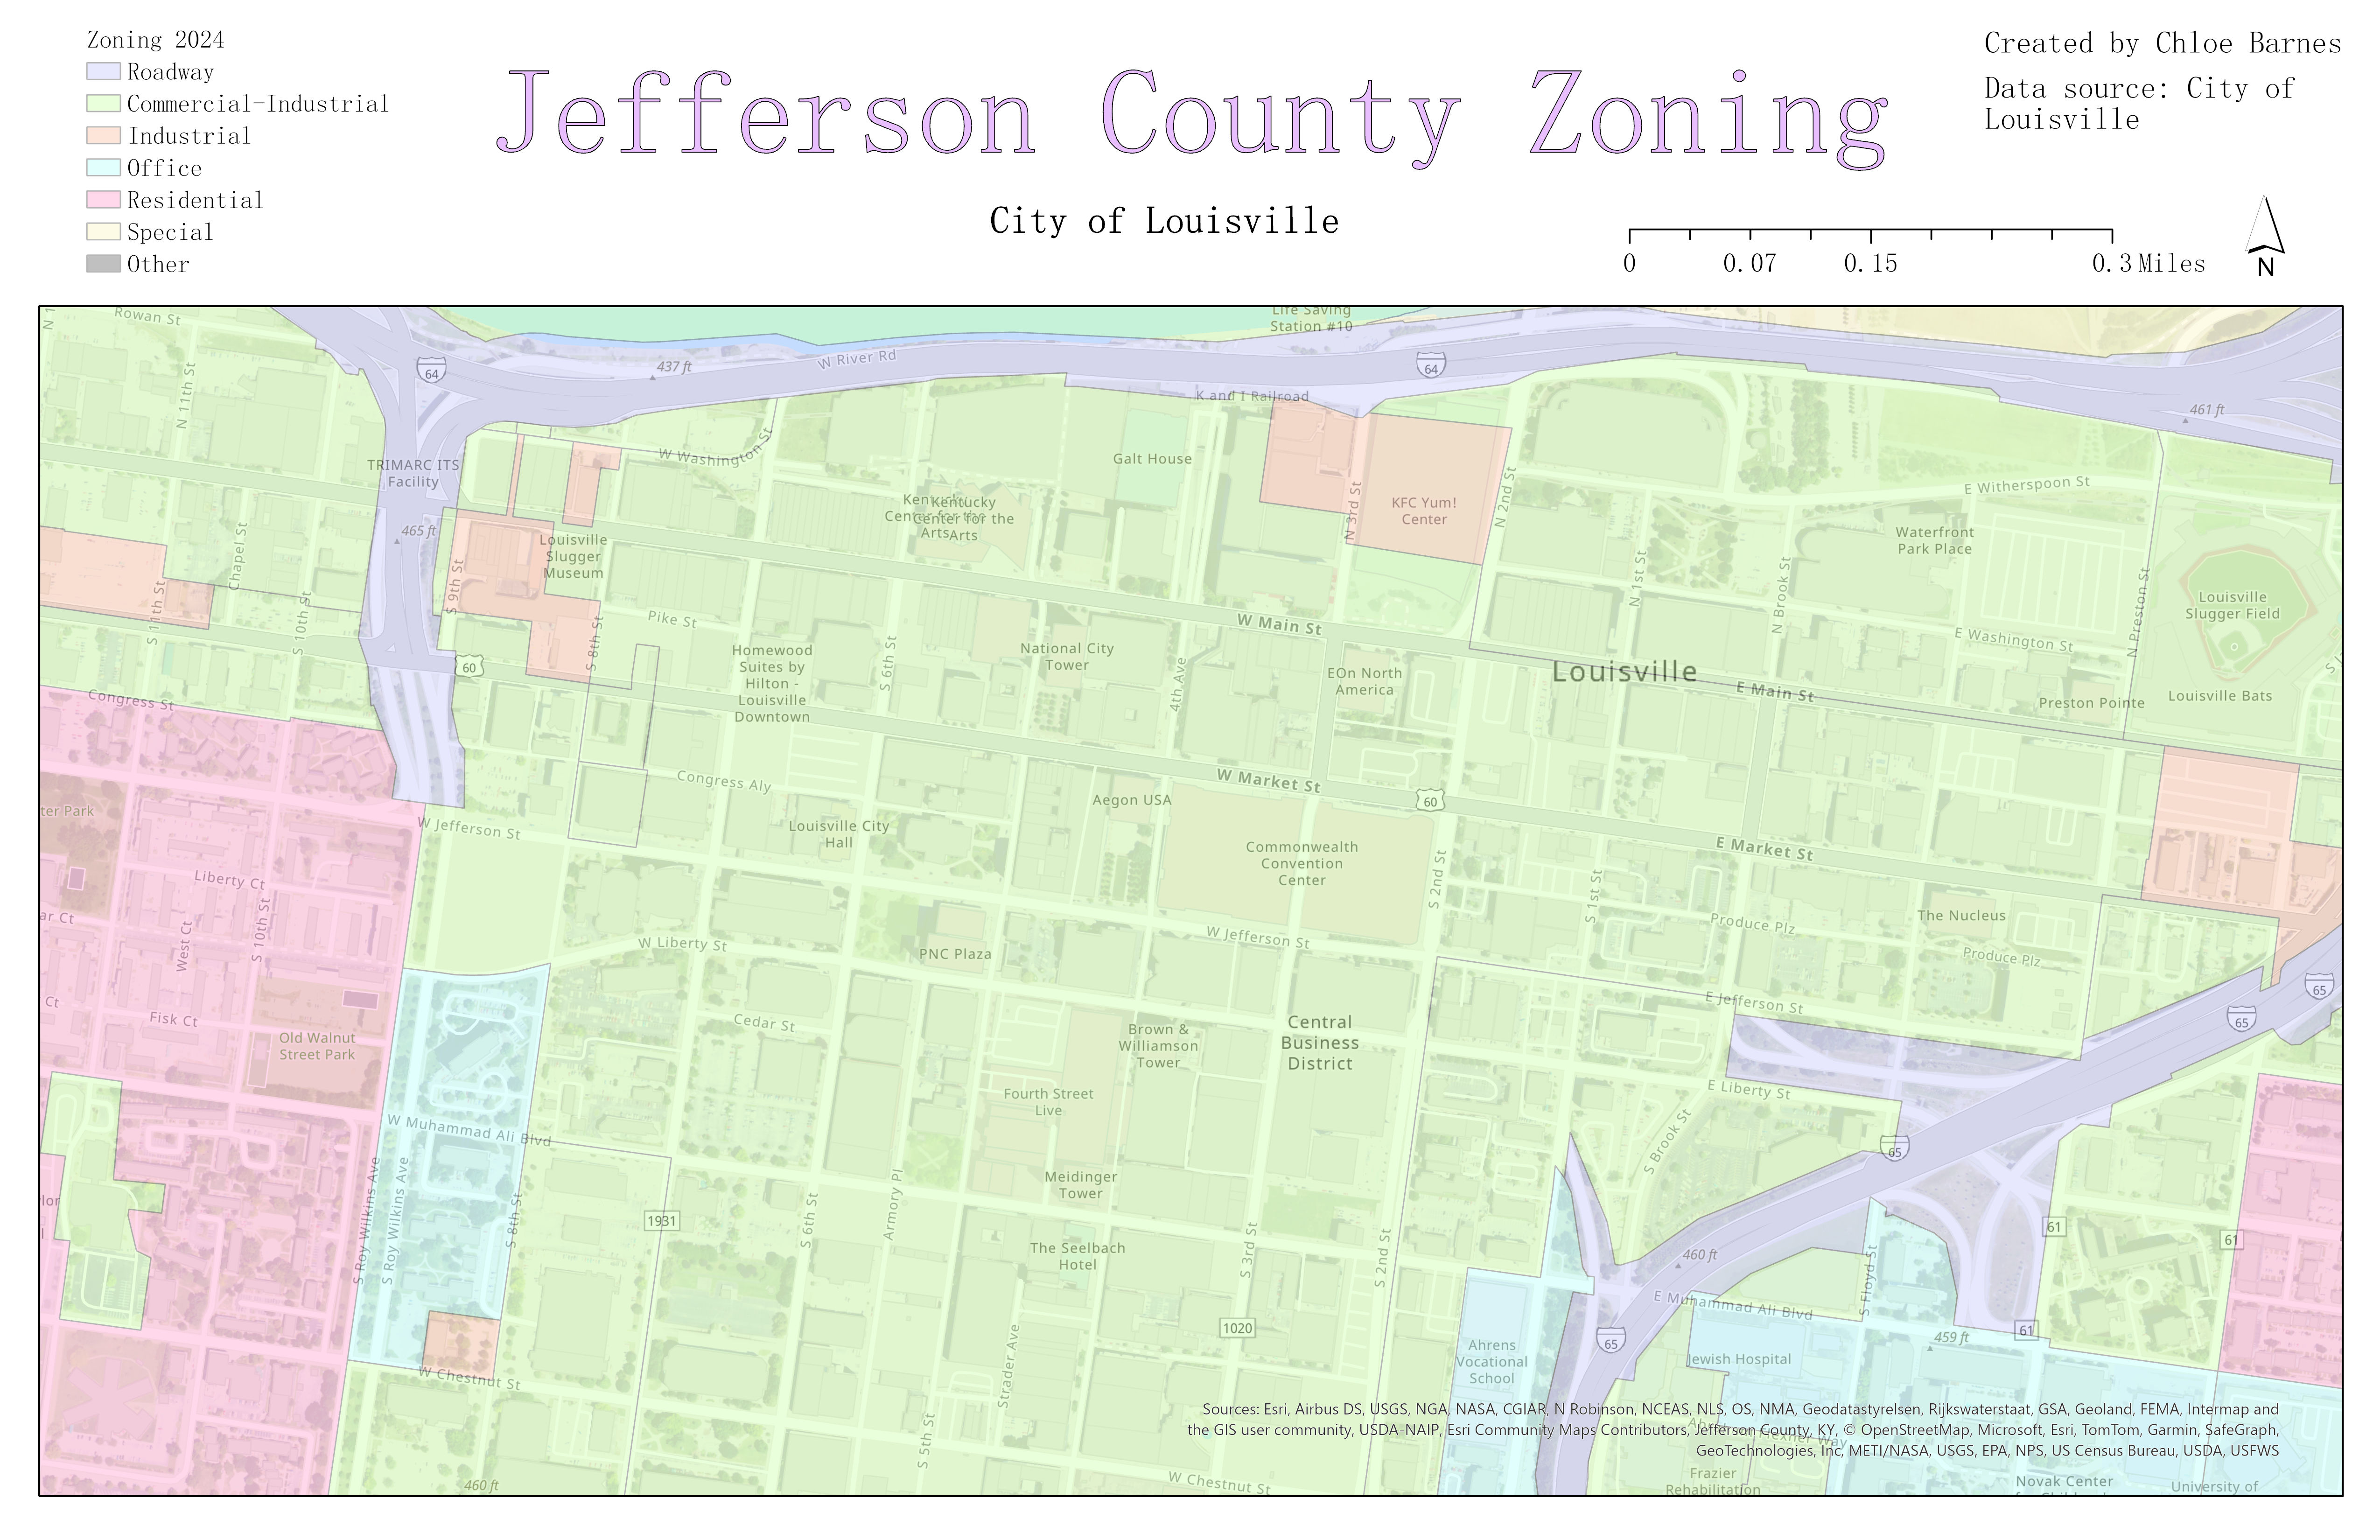 Zoning 2024
Roadway
Commercial-Industrial
Industrial
Office
Residential
Special
Other
Jefferson County Zoning
City of Louisville
Created by Chloe Barnes
Data source: City of
Louisville
0 0.07 0.15 0.3 Miles
N
Rowan St
N 1
Life Saving
Station #10
64
437 ft
W River Rd
64
K and I Railroad
461 ft
N 11th St
TRIMARC ITS
Facility
W Washington St
Galt House
465 ft
Kentucky
Center for the
Arts
Kentucky
Center for the
Arts
N 3rd St
KFC Yum!
Center
N 2nd St
E Witherspoon St
Waterfront
Park Place
Chapel St
Louisville
Slugger
Museum
S 9th St
S 11th St
S 10th St
Pike St
S 8th St
N 1st St
N Brook St
N Preston St
Louisville
Slugger Field
E Washington St
W Main St
60
Homewood
Suites by
Hilton -
Louisville
Downtown
S 6th St
National City
Tower
4th Ave
EOn North
America
Louisville
E Main St
Preston Pointe
Louisville Bats
Congress St
Congress Aly
W Market St
60
Aegon USA
ter Park
W Jefferson St
Louisville City
Hall
Commonwealth
Convention
Center
S 2nd St
E Market St
Liberty Ct
S 1st St
Produce Plz
The Nucleus
ar Ct
West Ct
S 10th St
W Liberty St
PNC Plaza
W Jefferson St
Produce Plz
Ct
Fisk Ct
Old Walnut
Street Park
Cedar St
Brown &
Williamson
Tower
Central
Business
District
E Jefferson St
65
65
Fourth Street
Live
E Liberty St
W Muhammad Ali Blvd
S Brook St
65
Meidinger
Tower
lor
S Roy Wilkins Ave
S Roy Wilkins Ave
S 8th St
1931
S 6th St
Armory Pl
The Seelbach
Hotel
S 3rd St
S 2nd St
460 ft
61
61
E Muhammad Ali Blvd
S Floyd St
1020
65
61
459 ft
Ahrens
Vocational
School
Jewish Hospital
W Chestnut St
Strader Ave
S 5th St
460 ft
W Chestnut St
Sources: Esri, Airbus DS, USGS, NGA, NASA, CGIAR, N Robinson, NCEAS, NLS, OS, NMA, Geodatastyrelsen, Rijkswaterstaat, GSA, Geoland, FEMA, Intermap and
the GIS user community, USDA-NAIP, Esri Community Maps Contributors, Jefferson County, KY, © OpenStreetMap, Microsoft, Esri, TomTom, Garmin, SafeGraph,
GeoTechnologies, Inc, METI/NASA, USGS, EPA, NPS, US Census Bureau, USDA, USFWS
Way
Frazier
Rehabilitation
Novak Center
University of